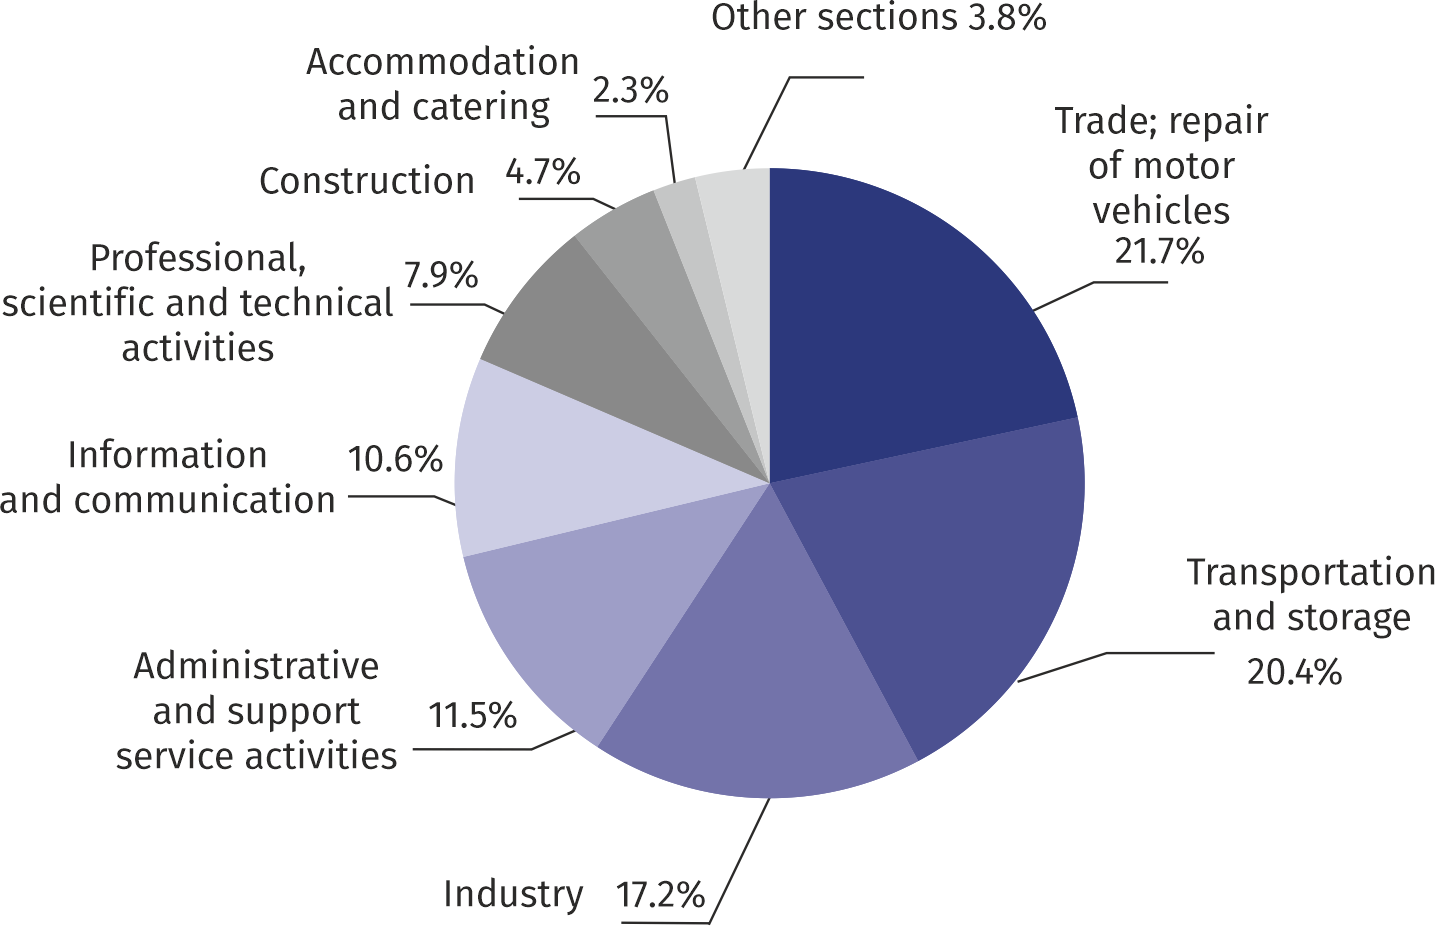 Other sections 3.8%
Accommodation
and catering
2.3%
Trade; repair
of motor
vehicles
21.7%
Construction
4.7%
Professional,
scientific and technical
activities
7.9%
Information
and communication
10.6%
Transportation
and storage
20.4%
Administrative
and support
service activities
11.5%
Industry
17.2%